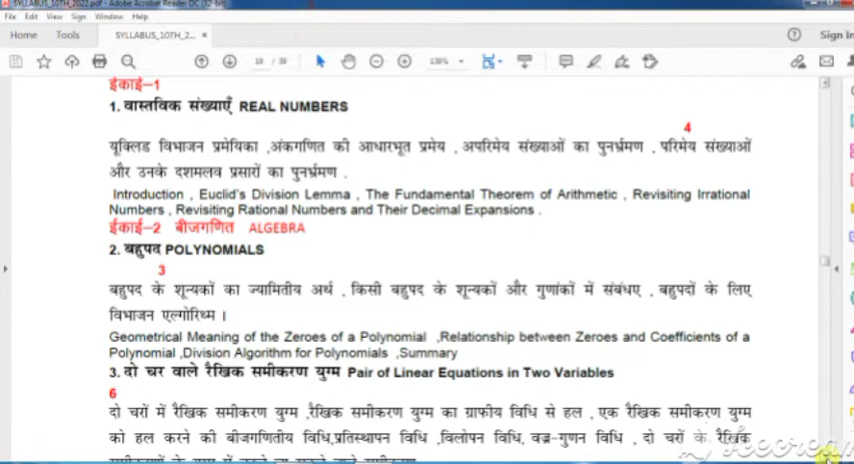 SYLLABUS_10TH_2022.pdf - Adobe Acrobat Reader DC (32-bit)
File Edit View Sign Window Help
Home Tools SYLLABUS_10TH_2... × Sign In
19 / 39 138%
ईकाई–1
1. वास्तविक संख्याएँ REAL NUMBERS
4
यूक्लिड विभाजन प्रमेयिका ,अंकगणित की आधारभूत प्रमेय , अपरिमेय संख्याओं का पुनर्भ्रमण , परिमेय संख्याओं
और उनके दशमलव प्रसारों का पुनर्भ्रमण .
Introduction , Euclid's Division Lemma , The Fundamental Theorem of Arithmetic , Revisiting Irrational
Numbers , Revisiting Rational Numbers and Their Decimal Expansions .
ईकाई–2 बीजगणित ALGEBRA
2. बहुपद POLYNOMIALS
3
बहुपद के शून्यकों का ज्यामितीय अर्थ , किसी बहुपद के शून्यकों और गुणांकों में संबंधए , बहुपदों के लिए
विभाजन एल्गोरिथ्म ।
Geometrical Meaning of the Zeroes of a Polynomial ,Relationship between Zeroes and Coefficients of a
Polynomial ,Division Algorithm for Polynomials ,Summary
3. दो चर वाले रैखिक समीकरण युग्म Pair of Linear Equations in Two Variables
6
दो चरों में रैखिक समीकरण युग्म ,रैखिक समीकरण युग्म का ग्राफीय विधि से हल , एक रैखिक समीकरण युग्म
को हल करने की बीजगणितीय विधि,प्रतिस्थापन विधि ,विलोपन विधि, वज्र–गुणन विधि , दो चरों के रैखिक